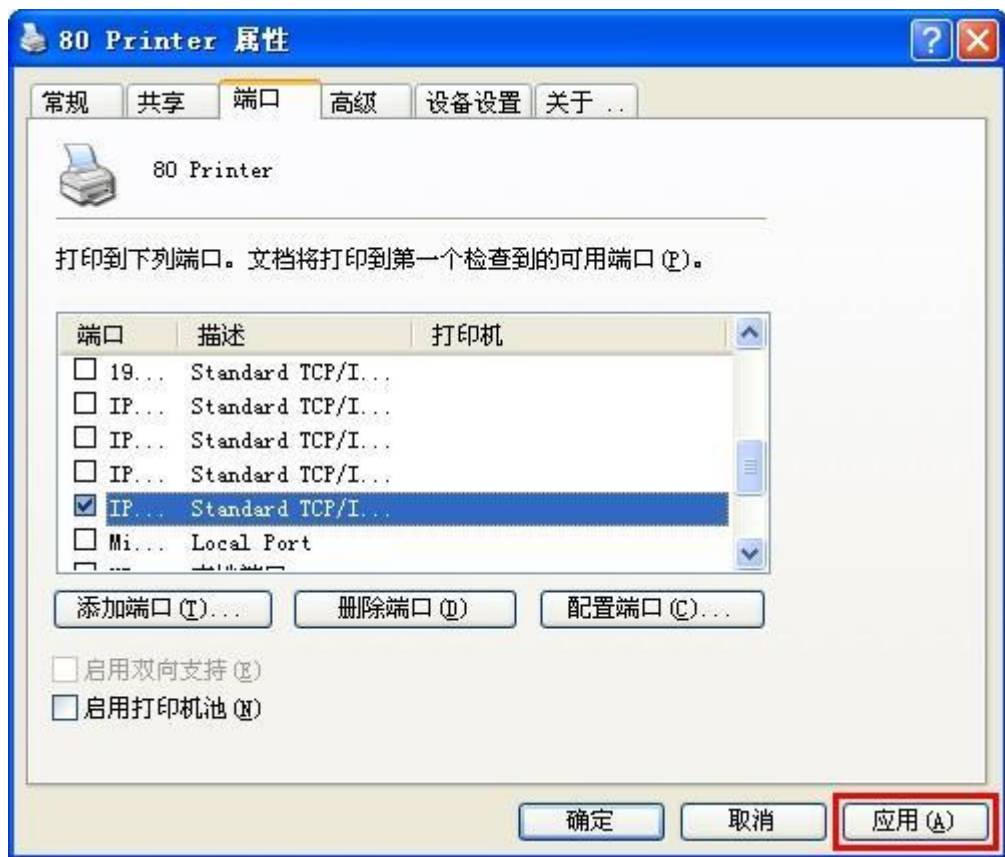 80 Printer 属性
常规 共享 端口 高级 设备设置 关于 ..
80 Printer
打印到下列端口。文档将打印到第一个检查到的可用端口(P)。
端口 描述 打印机
19... Standard TCP/I...
IP... Standard TCP/I...
IP... Standard TCP/I...
IP... Standard TCP/I...
IP... Standard TCP/I...
Mi... Local Port
添加端口(T)... 删除端口(D) 配置端口(C)...
启用双向支持(E)
启用打印机池(N)
确定 取消 应用(A)